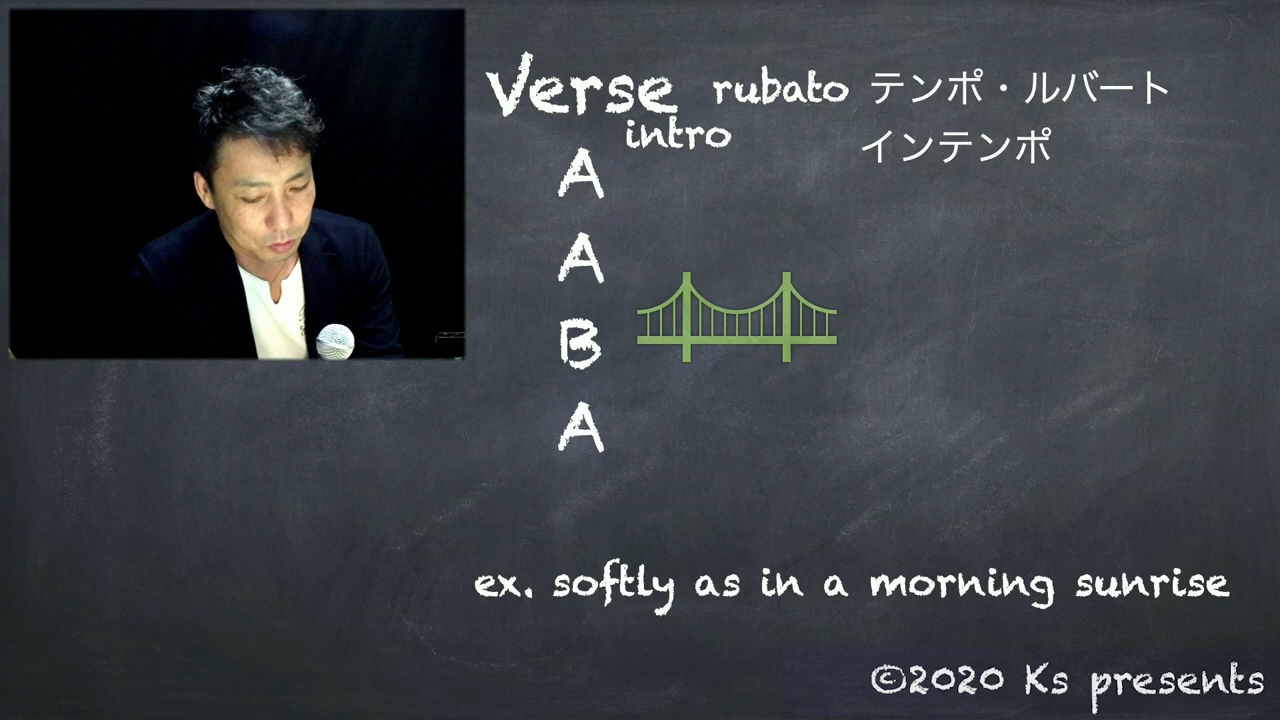 Verse rubato テンポ・ルバート
intro インテンポ
A
A
B
A
ex. softly as in a morning sunrise
©2020 Ks presents